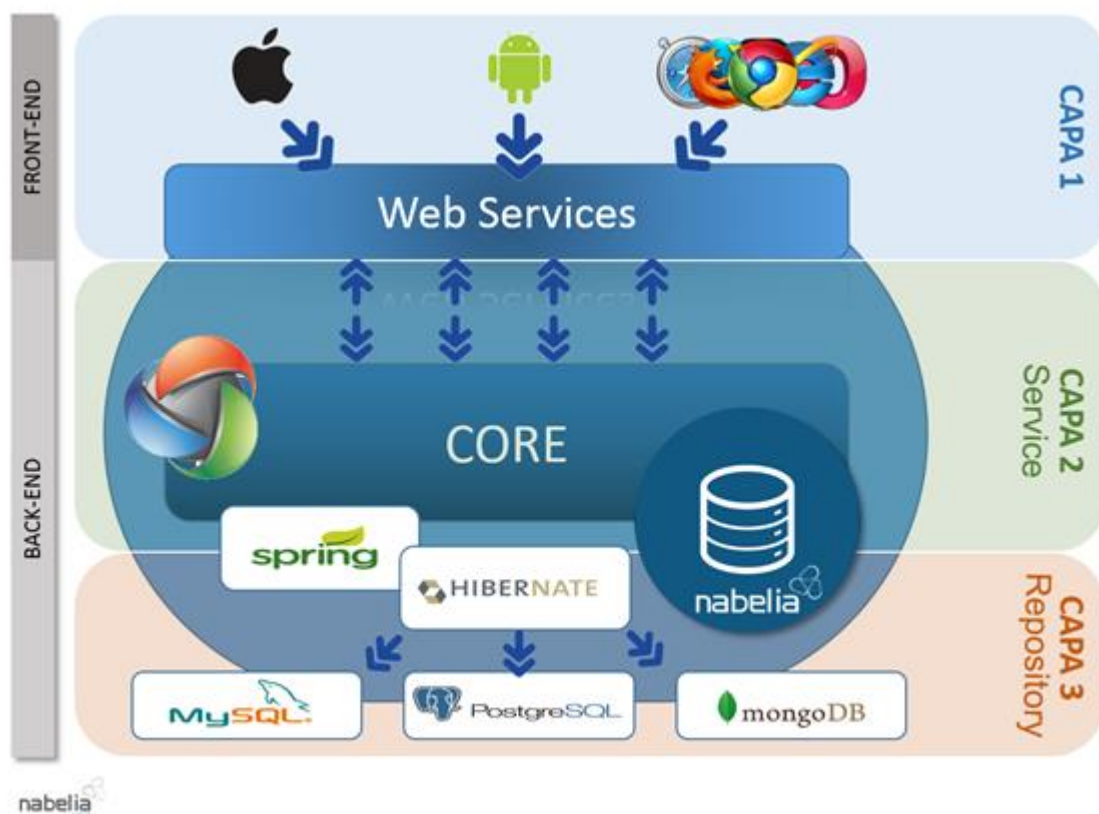 FRONT-END
CAPA 1
Web Services
BACK-END
CAPA 2
Service
CORE
spring
HIBERNATE
nabelia
CAPA 3
Repository
MySQL.
PostgreSQL
mongoDB
nabelia